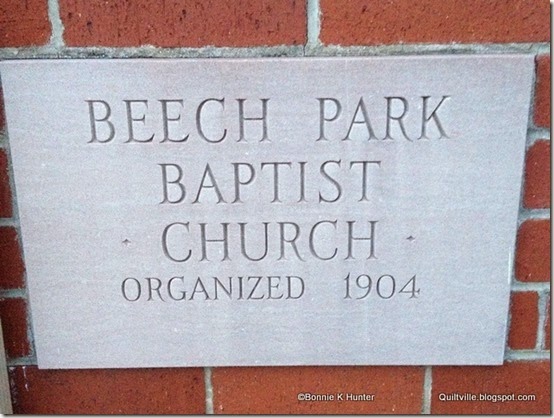 BEECH PARK
BAPTIST
· CHURCH ·
ORGANIZED 1904
©Bonnie K Hunter Quiltville.blogspot.com